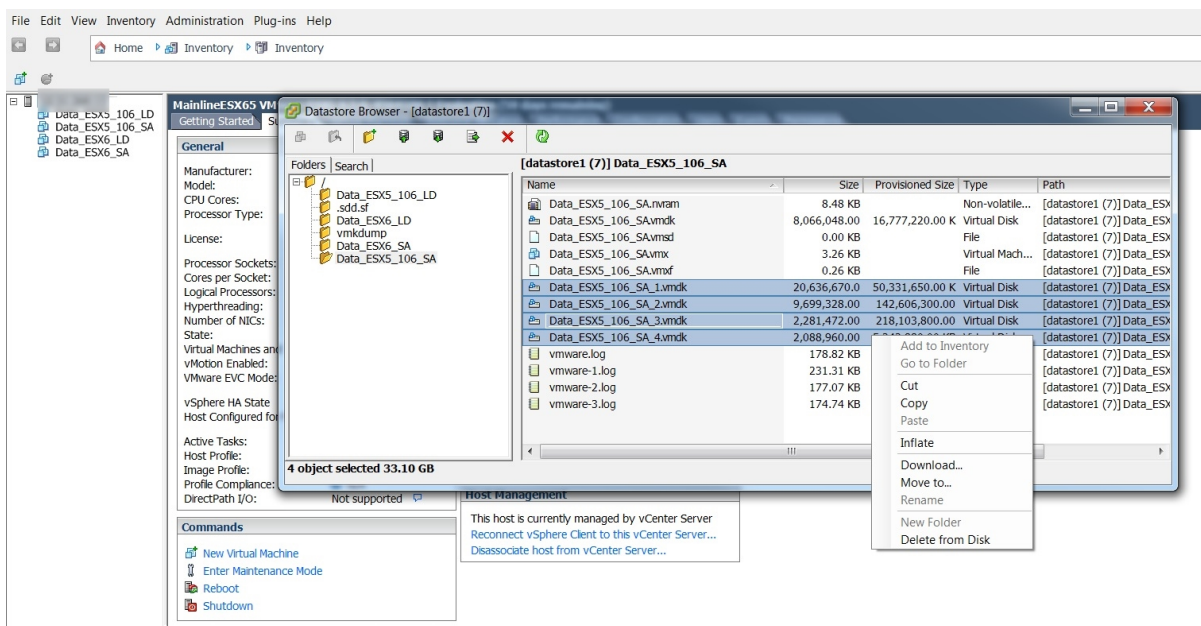 File Edit View Inventory Administration Plug-ins Help
Home Inventory Inventory
Data_ESX5_106_LD
Data_ESX5_106_SA
Data_ESX6_LD
Data_ESX6_SA
MainlineESX65 VM
Getting Started Su
General
Manufacturer:
Model:
CPU Cores:
Processor Type:
License:
Processor Sockets:
Cores per Socket:
Logical Processors:
Hyperthreading:
Number of NICs:
State:
Virtual Machines and
vMotion Enabled:
VMware EVC Mode:
vSphere HA State
Host Configured for
Active Tasks:
Host Profile:
Image Profile:
Profile Compliance:
DirectPath I/O: Not supported
Commands
New Virtual Machine
Enter Maintenance Mode
Reboot
Shutdown
Host Management
This host is currently managed by vCenter Server
Reconnect vSphere Client to this vCenter Server...
Disassociate host from vCenter Server...
Datastore Browser - [datastore1 (7)]
Folders Search
/
Data_ESX5_106_LD
.sdd.sf
Data_ESX6_LD
vmkdump
Data_ESX6_SA
Data_ESX5_106_SA
[datastore1 (7)] Data_ESX5_106_SA
Name Size Provisioned Size Type Path
Data_ESX5_106_SA.nvram 8.48 KB Non-volatile... [datastore1 (7)] Data_ESX
Data_ESX5_106_SA.vmdk 8,066,048.00 16,777,220.00 K Virtual Disk [datastore1 (7)] Data_ESX
Data_ESX5_106_SA.vmsd 0.00 KB File [datastore1 (7)] Data_ESX
Data_ESX5_106_SA.vmx 3.26 KB Virtual Mach... [datastore1 (7)] Data_ESX
Data_ESX5_106_SA.vmxf 0.26 KB File [datastore1 (7)] Data_ESX
Data_ESX5_106_SA_1.vmdk 20,636,670.0 50,331,650.00 K Virtual Disk [datastore1 (7)] Data_ESX
Data_ESX5_106_SA_2.vmdk 9,699,328.00 142,606,300.00 Virtual Disk [datastore1 (7)] Data_ESX
Data_ESX5_106_SA_3.vmdk 2,281,472.00 218,103,800.00 Virtual Disk [datastore1 (7)] Data_ESX
Data_ESX5_106_SA_4.vmdk 2,088,960.00 [datastore1 (7)] Data_ESX
vmware.log 178.82 KB [datastore1 (7)] Data_ESX
vmware-1.log 231.31 KB [datastore1 (7)] Data_ESX
vmware-2.log 177.07 KB [datastore1 (7)] Data_ESX
vmware-3.log 174.74 KB [datastore1 (7)] Data_ESX
4 object selected 33.10 GB
Add to Inventory
Go to Folder
Cut
Copy
Paste
Inflate
Download...
Move to...
Rename
New Folder
Delete from Disk